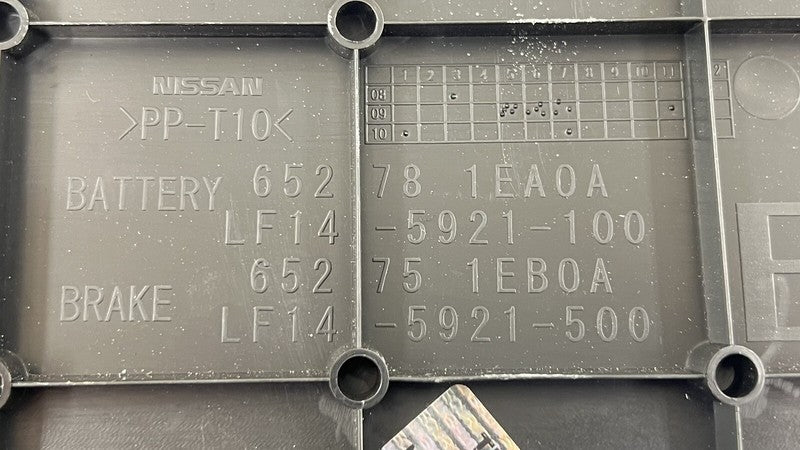 NISSAN
>PP-T10<
1 2 3 4 5 6 7 8 9 10 11 2
08
09
10
BATTERY 652 78 1EA0A
LF14 -5921-100
652 75 1EB0A
BRAKE LF14 -5921-500